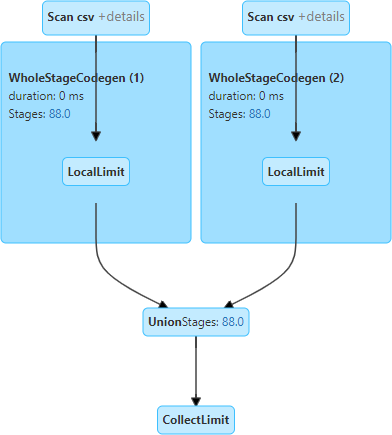 Scan csv +details
Scan csv +details
WholeStageCodegen (1)
duration: 0 ms
Stages: 88.0
LocalLimit
WholeStageCodegen (2)
duration: 0 ms
Stages: 88.0
LocalLimit
UnionStages: 88.0
CollectLimit